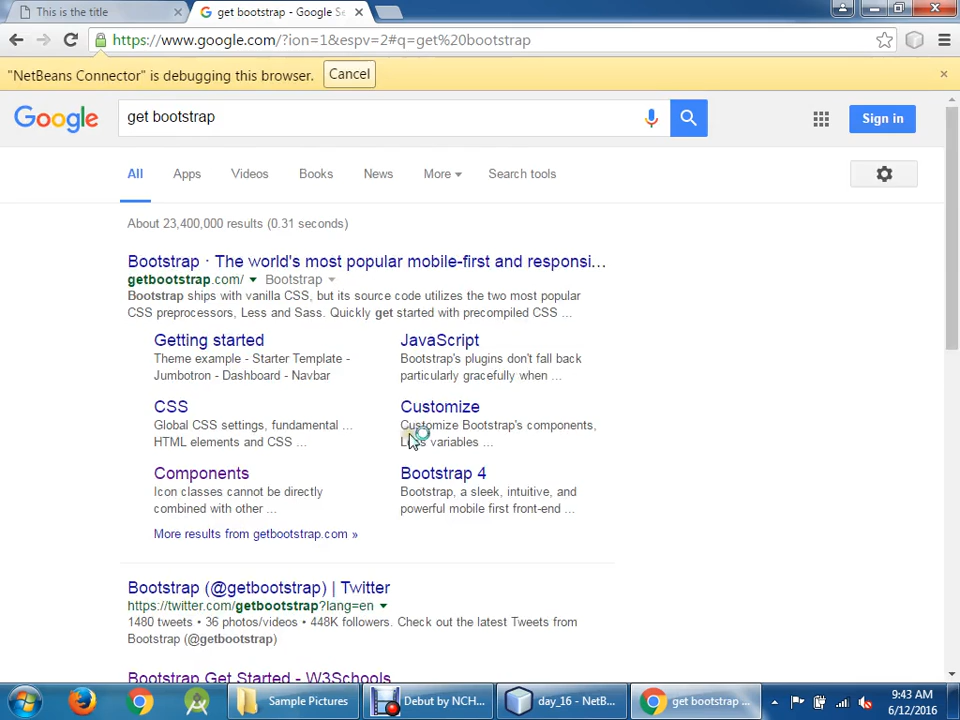 This is the title
get bootstrap - Google Se
https://www.google.com/?ion=1&espv=2#q=get%20bootstrap
"NetBeans Connector" is debugging this browser.
Cancel
Google
get bootstrap
Sign in
All
Apps
Videos
Books
News
More
Search tools
About 23,400,000 results (0.31 seconds)
Bootstrap · The world's most popular mobile-first and responsi...
getbootstrap.com/
Bootstrap
Bootstrap ships with vanilla CSS, but its source code utilizes the two most popular
CSS preprocessors, Less and Sass. Quickly get started with precompiled CSS ...
Getting started
Theme example - Starter Template -
Jumbotron - Dashboard - Navbar
JavaScript
Bootstrap's plugins don't fall back
particularly gracefully when ...
CSS
Global CSS settings, fundamental ...
HTML elements and CSS ...
Customize
Customize Bootstrap's components,
Less variables ...
Components
Icon classes cannot be directly
combined with other ...
Bootstrap 4
Bootstrap, a sleek, intuitive, and
powerful mobile first front-end ...
More results from getbootstrap.com »
Bootstrap (@getbootstrap) | Twitter
https://twitter.com/getbootstrap?lang=en
1480 tweets • 36 photos/videos • 448K followers. Check out the latest Tweets from
Bootstrap (@getbootstrap)
Bootstrap Get Started - W3Schools
Sample Pictures
Debut by NCH...
day_16 - NetB...
get bootstrap ...
9:43 AM
6/12/2016